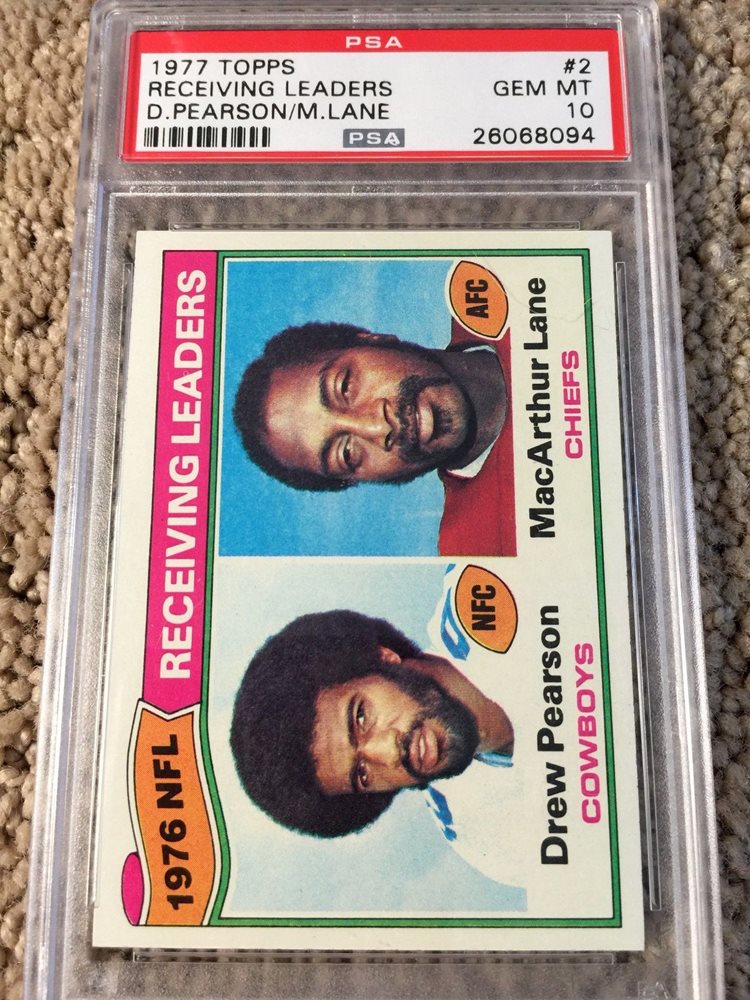 PSA
1977 TOPPS #2
RECEIVING LEADERS GEM MT
D.PEARSON/M.LANE 10
PSA 26068094
1976 NFL RECEIVING LEADERS
NFC
AFC
Drew Pearson
COWBOYS
MacArthur Lane
CHIEFS